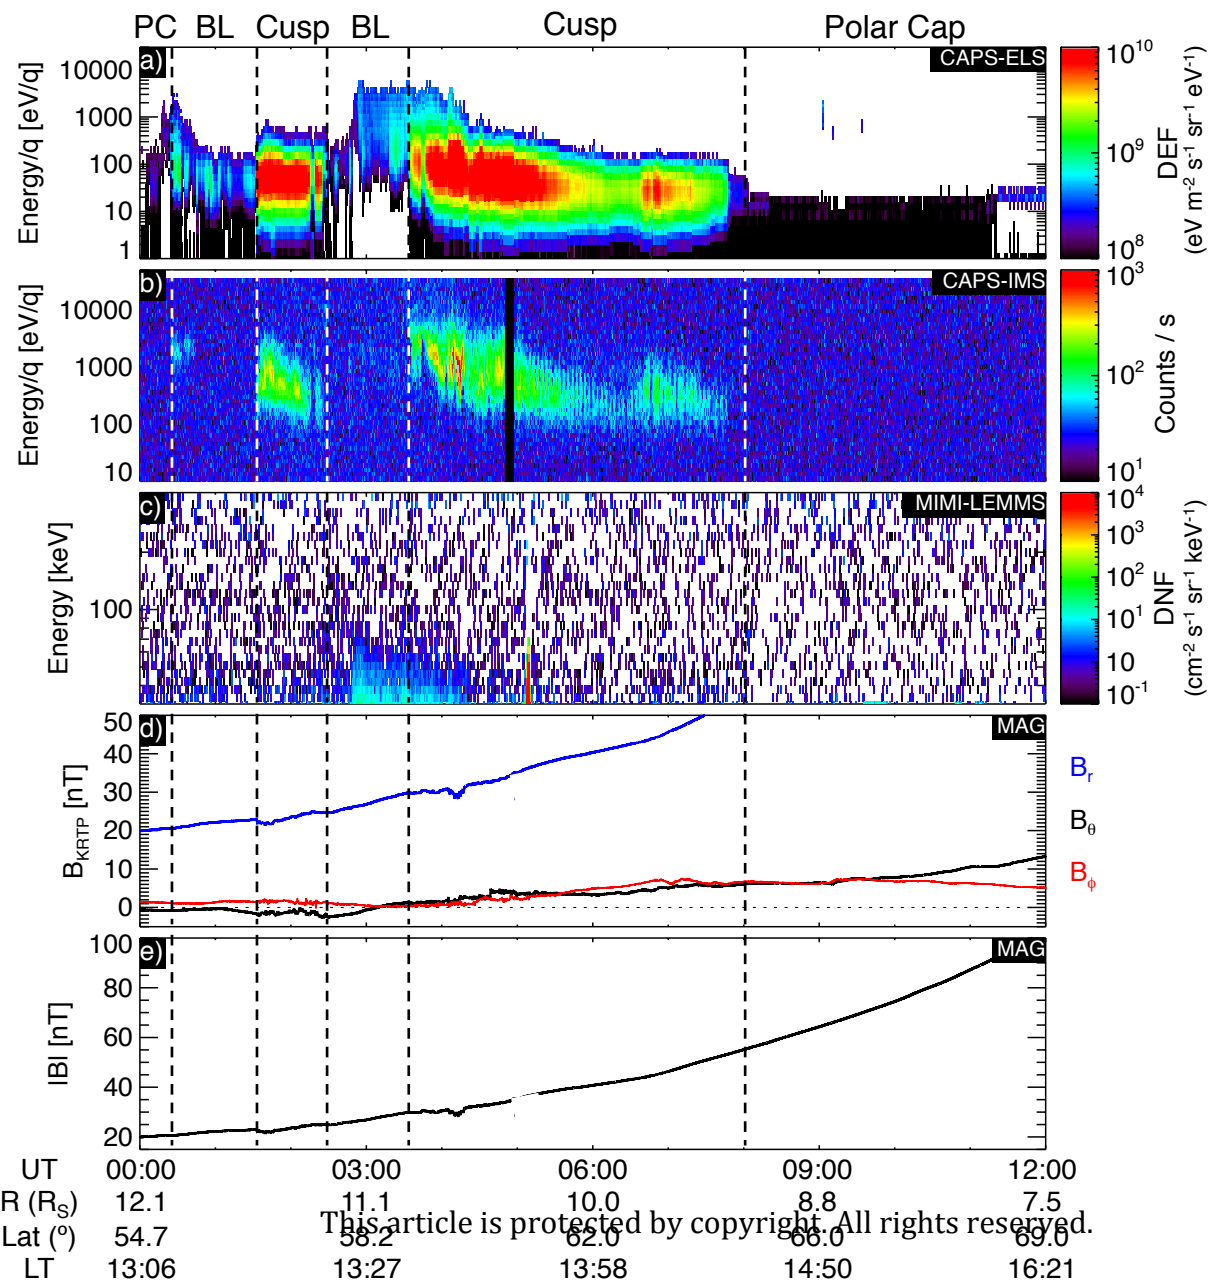 PC BL Cusp BL Cusp Polar Cap
a) CAPS-ELS
Energy/q [eV/q]
10000
1000
100
10
1
10^10
10^9
10^8
DEF
(eV m^-2 s^-1 sr^-1 eV^-1)
b) CAPS-IMS
Energy/q [eV/q]
10000
1000
100
10
10^3
10^2
10^1
Counts / s
c) MIMI-LEMMS
Energy [keV]
100
10^4
10^3
10^2
10^1
10
10^-1
DNF
(cm^-2 s^-1 sr^-1 keV^-1)
d) MAG
B_KRTP [nT]
50
40
30
20
10
0
B_r
B_θ
B_ϕ
e) MAG
|B| [nT]
100
80
60
40
20
UT 00:00 03:00 06:00 09:00 12:00
R (R_S) 12.1 11.1 10.0 8.8 7.5
This article is protected by copyright. All rights reserved.
Lat (º) 54.7 58.2 62.0 66.0 69.0
LT 13:06 13:27 13:58 14:50 16:21